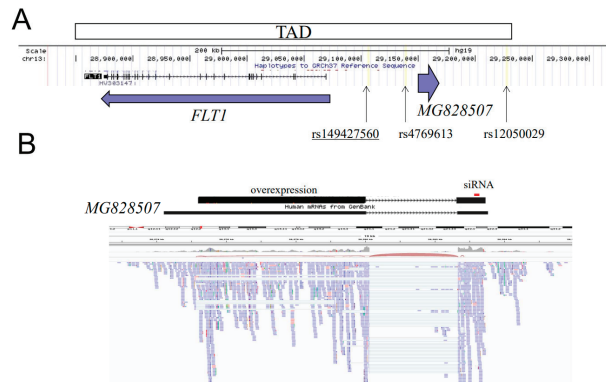 A
TAD
Scale
200 kb
hg19
chr13:
28,900,000
28,950,000
29,000,000
29,050,000
29,100,000
29,150,000
29,200,000
29,250,000
29,300,000
Haplotypes to GRCh37 Reference Sequence
FLT1
FLT1
MG828507
rs149427560
rs4769613
rs12050029
B
overexpression
siRNA
Human mRNAs from GenBank
MG828507